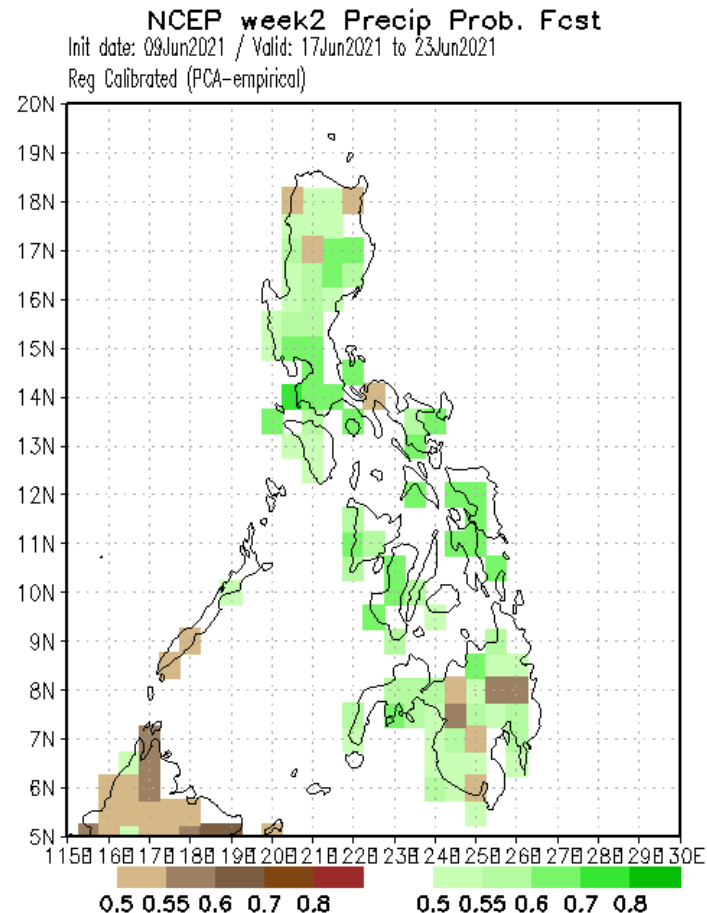 NCEP week2 Precip Prob. Fcst
Init date: 09Jun2021 / Valid: 17Jun2021 to 23Jun2021
Reg Calibrated (PCA-empirical)
20N
19N
18N
17N
16N
15N
14N
13N
12N
11N
10N
9N
8N
7N
6N
5N
115E 116E 117E 118E 119E 120E 121E 122E 123E 124E 125E 126E 127E 128E 129E 130E
0.5 0.55 0.6 0.7 0.8 0.5 0.55 0.6 0.7 0.8